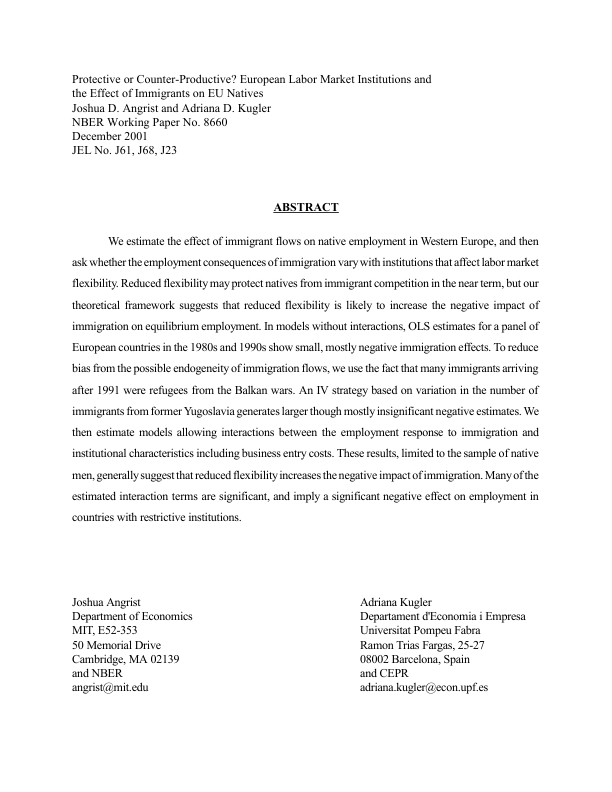 Protective or Counter-Productive? European Labor Market Institutions and
the Effect of Immigrants on EU Natives
Joshua D. Angrist and Adriana D. Kugler
NBER Working Paper No. 8660
December 2001
JEL No. J61, J68, J23
ABSTRACT
We estimate the effect of immigrant flows on native employment in Western Europe, and then
ask whether the employment consequences of immigration vary with institutions that affect labor market
flexibility. Reduced flexibility may protect natives from immigrant competition in the near term, but our
theoretical framework suggests that reduced flexibility is likely to increase the negative impact of
immigration on equilibrium employment. In models without interactions, OLS estimates for a panel of
European countries in the 1980s and 1990s show small, mostly negative immigration effects. To reduce
bias from the possible endogeneity of immigration flows, we use the fact that many immigrants arriving
after 1991 were refugees from the Balkan wars. An IV strategy based on variation in the number of
immigrants from former Yugoslavia generates larger though mostly insignificant negative estimates. We
then estimate models allowing interactions between the employment response to immigration and
institutional characteristics including business entry costs. These results, limited to the sample of native
men, generally suggest that reduced flexibility increases the negative impact of immigration. Many of the
estimated interaction terms are significant, and imply a significant negative effect on employment in
countries with restrictive institutions.
Joshua Angrist
Department of Economics
MIT, E52-353
50 Memorial Drive
Cambridge, MA 02139
and NBER
angrist@mit.edu
Adriana Kugler
Departament d'Economia i Empresa
Universitat Pompeu Fabra
Ramon Trias Fargas, 25-27
08002 Barcelona, Spain
and CEPR
adriana.kugler@econ.upf.es